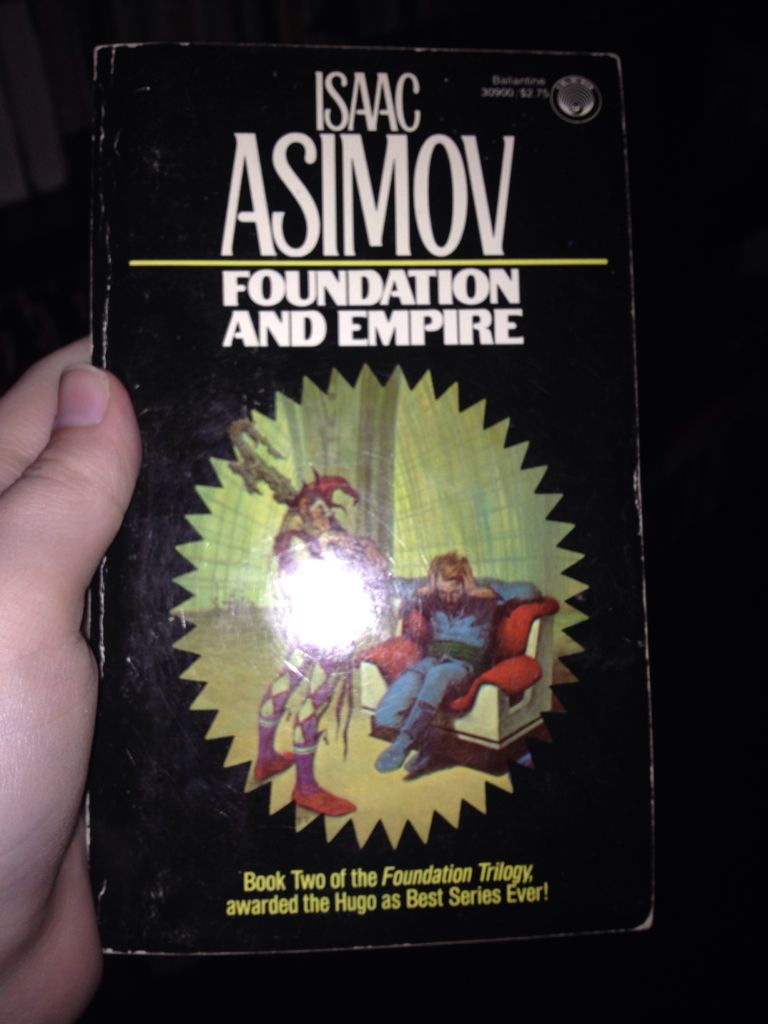 ISAAC
ASIMOV
Ballantine
30900/$2.75
FOUNDATION
AND EMPIRE
Book Two of the Foundation Trilogy,
awarded the Hugo as Best Series Ever!